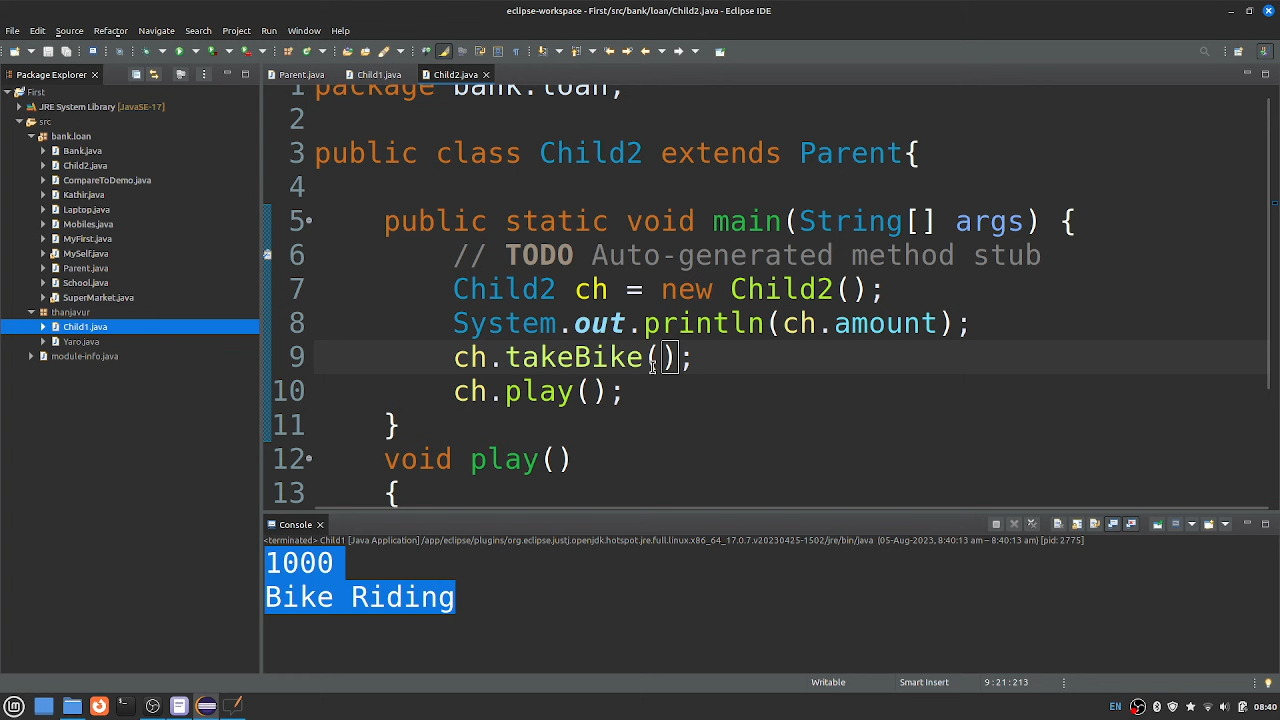 eclipse-workspace - First/src/bank/loan/Child2.java - Eclipse IDE
File Edit Source Refactor Navigate Search Project Run Window Help
Package Explorer
First
JRE System Library [JavaSE-17]
src
bank.loan
Bank.java
Child2.java
CompareToDemo.java
Kathir.java
Laptop.java
Mobiles.java
MyFirst.java
MySelf.java
Parent.java
School.java
SuperMarket.java
thanjavur
Child1.java
Yaro.java
module-info.java
Parent.java Child1.java Child2.java
1 package bank.loan;
2
3 public class Child2 extends Parent{
4
5 public static void main(String[] args) {
6 // TODO Auto-generated method stub
7 Child2 ch = new Child2();
8 System.out.println(ch.amount);
9 ch.takeBike();
10 ch.play();
11 }
12 void play()
13 {
Console
<terminated> Child1 [Java Application] /app/eclipse/plugins/org.eclipse.justj.openjdk.hotspot.jre.full.linux.x86_64_17.0.7.v20230425-1502/jre/bin/java (05-Aug-2023, 8:40:13 am – 8:40:13 am) [pid: 2775]
1000
Bike Riding
Writable Smart Insert 9 : 21 : 213
EN 08:40